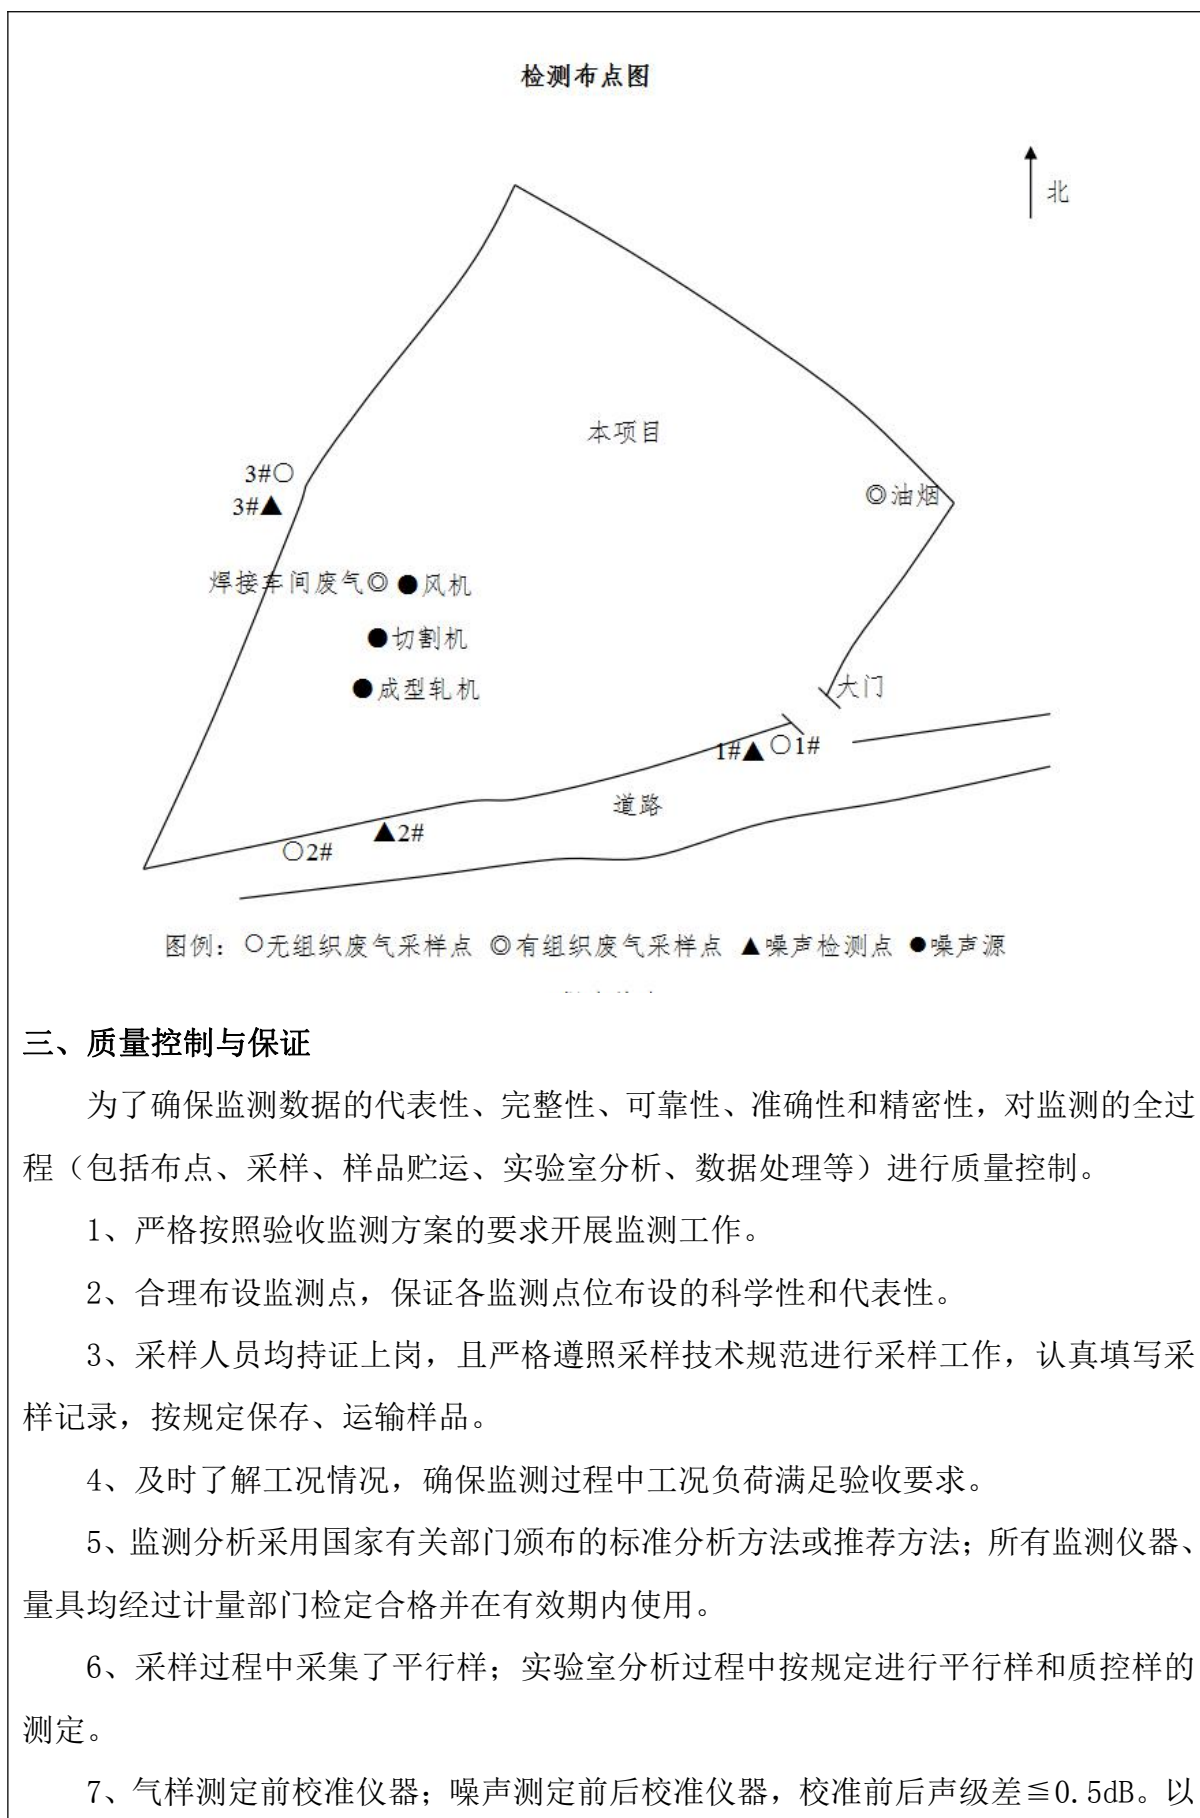 检测布点图
北
本项目
3#○
◎油烟
3#▲
焊接车间废气◎ ●风机
●切割机
●成型轧机
大门
1#▲ ○1#
道路
▲2#
○2#
图例：○无组织废气采样点 ◎有组织废气采样点 ▲噪声检测点 ●噪声源
三、质量控制与保证
为了确保监测数据的代表性、完整性、可靠性、准确性和精密性，对监测的全过
程（包括布点、采样、样品贮运、实验室分析、数据处理等）进行质量控制。
1、严格按照验收监测方案的要求开展监测工作。
2、合理布设监测点，保证各监测点位布设的科学性和代表性。
3、采样人员均持证上岗，且严格遵照采样技术规范进行采样工作，认真填写采
样记录，按规定保存、运输样品。
4、及时了解工况情况，确保监测过程中工况负荷满足验收要求。
5、监测分析采用国家有关部门颁布的标准分析方法或推荐方法；所有监测仪器、
量具均经过计量部门检定合格并在有效期内使用。
6、采样过程中采集了平行样；实验室分析过程中按规定进行平行样和质控样的
测定。
7、气样测定前校准仪器；噪声测定前后校准仪器，校准前后声级差≦0.5dB。以